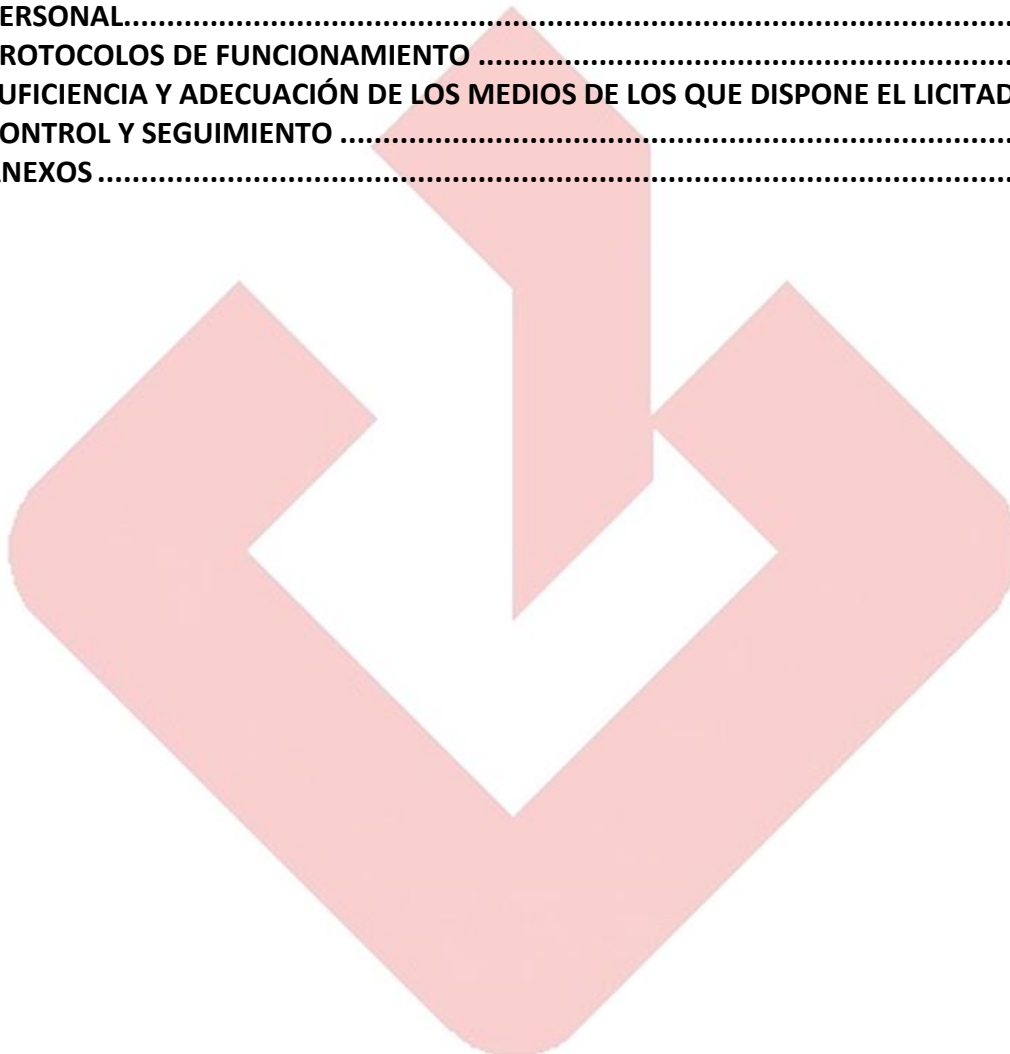 ERSONAL..............................................................................................................
ROTOCOLOS DE FUNCIONAMIENTO ..................................................................
UFICIENCIA Y ADECUACIÓN DE LOS MEDIOS DE LOS QUE DISPONE EL LICITAD
ONTROL Y SEGUIMIENTO ..................................................................................
NEXOS .................................................................................................................